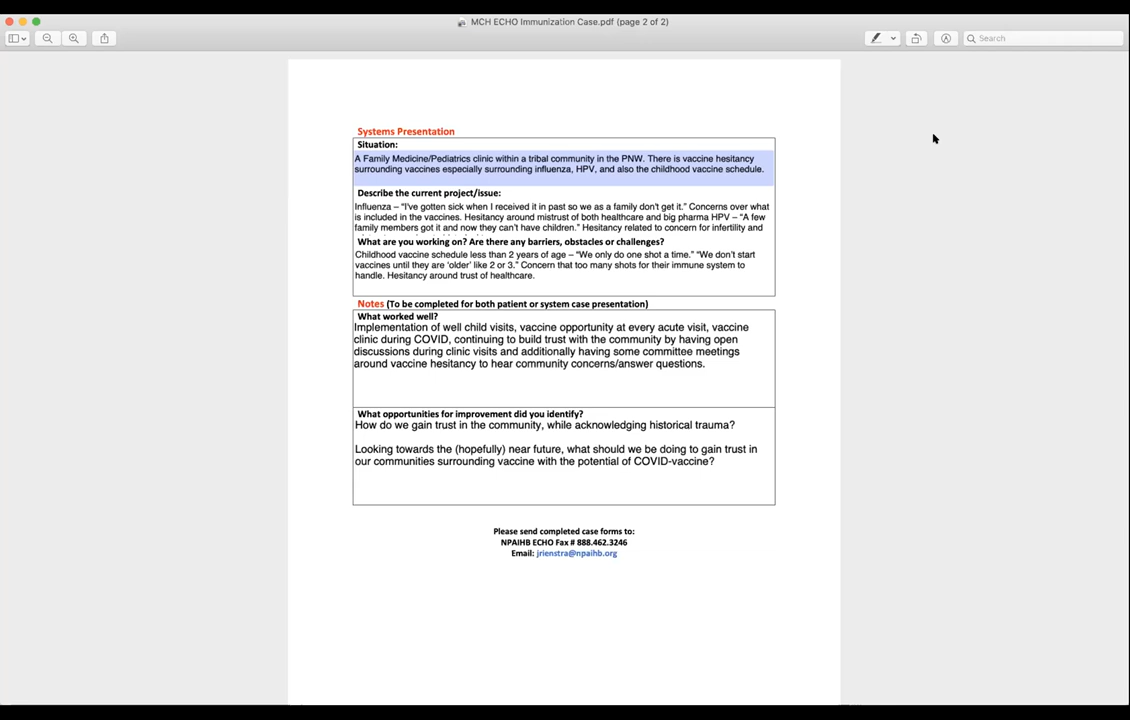 MCH ECHO Immunization Case.pdf (page 2 of 2)
Search
Systems Presentation
Situation:
A Family Medicine/Pediatrics clinic within a tribal community in the PNW. There is vaccine hesitancy
surrounding vaccines especially surrounding influenza, HPV, and also the childhood vaccine schedule.
Describe the current project/issue:
Influenza – “I've gotten sick when I received it in past so we as a family don't get it.” Concerns over what
is included in the vaccines. Hesitancy around mistrust of both healthcare and big pharma HPV – “A few
family members got it and now they can't have children.” Hesitancy related to concern for infertility and
What are you working on? Are there any barriers, obstacles or challenges?
Childhood vaccine schedule less than 2 years of age – “We only do one shot a time.” “We don't start
vaccines until they are ‘older’ like 2 or 3.” Concern that too many shots for their immune system to
handle. Hesitancy around trust of healthcare.
Notes (To be completed for both patient or system case presentation)
What worked well?
Implementation of well child visits, vaccine opportunity at every acute visit, vaccine
clinic during COVID, continuing to build trust with the community by having open
discussions during clinic visits and additionally having some committee meetings
around vaccine hesitancy to hear community concerns/answer questions.
What opportunities for improvement did you identify?
How do we gain trust in the community, while acknowledging historical trauma?
Looking towards the (hopefully) near future, what should we be doing to gain trust in
our communities surrounding vaccine with the potential of COVID-vaccine?
Please send completed case forms to:
NPAIHB ECHO Fax # 888.462.3246
Email: jrienstra@npaihb.org